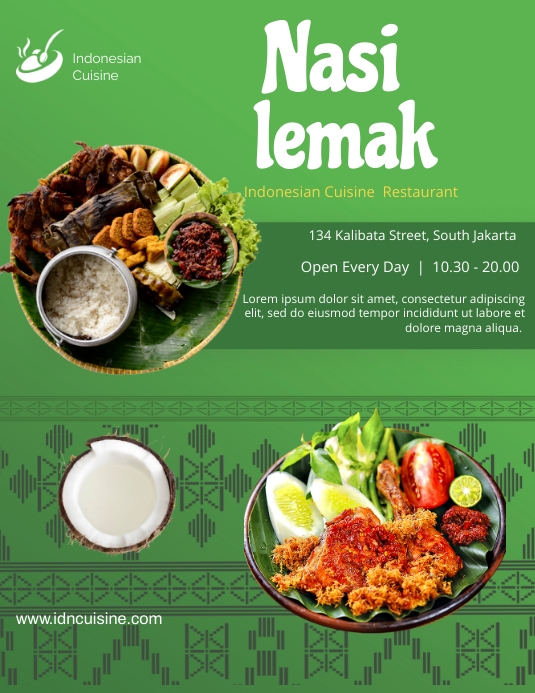 Indonesian
Cuisine
Nasi
lemak
Indonesian Cuisine  Restaurant
134 Kalibata Street, South Jakarta
Open Every Day  |  10.30 - 20.00
Lorem ipsum dolor sit amet, consectetur adipiscing
elit, sed do eiusmod tempor incididunt ut labore et
dolore magna aliqua.
www.idncuisine.com